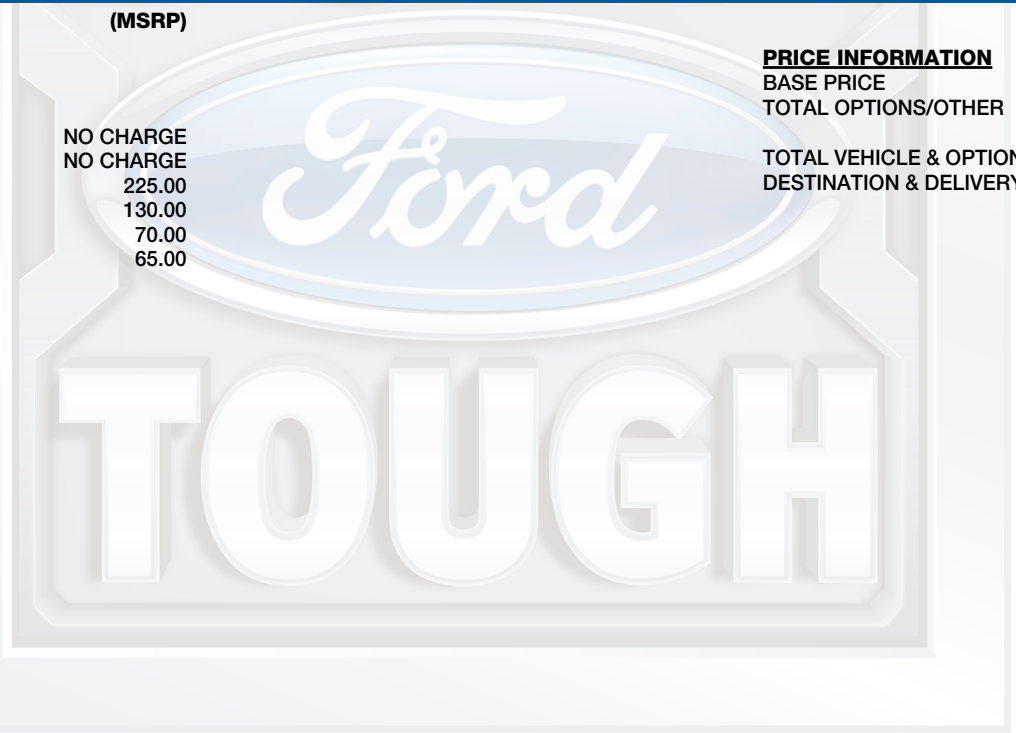 (MSRP)
NO CHARGE
NO CHARGE
225.00
130.00
70.00
65.00
PRICE INFORMATION
BASE PRICE
TOTAL OPTIONS/OTHER
TOTAL VEHICLE & OPTION
DESTINATION & DELIVERY
Ford
TOUGH